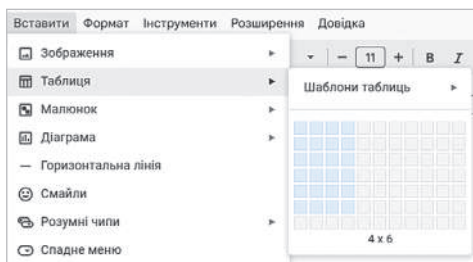 Вставити Формат Інструменти Розширення Довідка
Зображення
− 11 + B I
Таблиця
Шаблони таблиць
Малюнок
Діаграма
Горизонтальна лінія
Смайли
Розумні чипи
4 x 6
Спадне меню